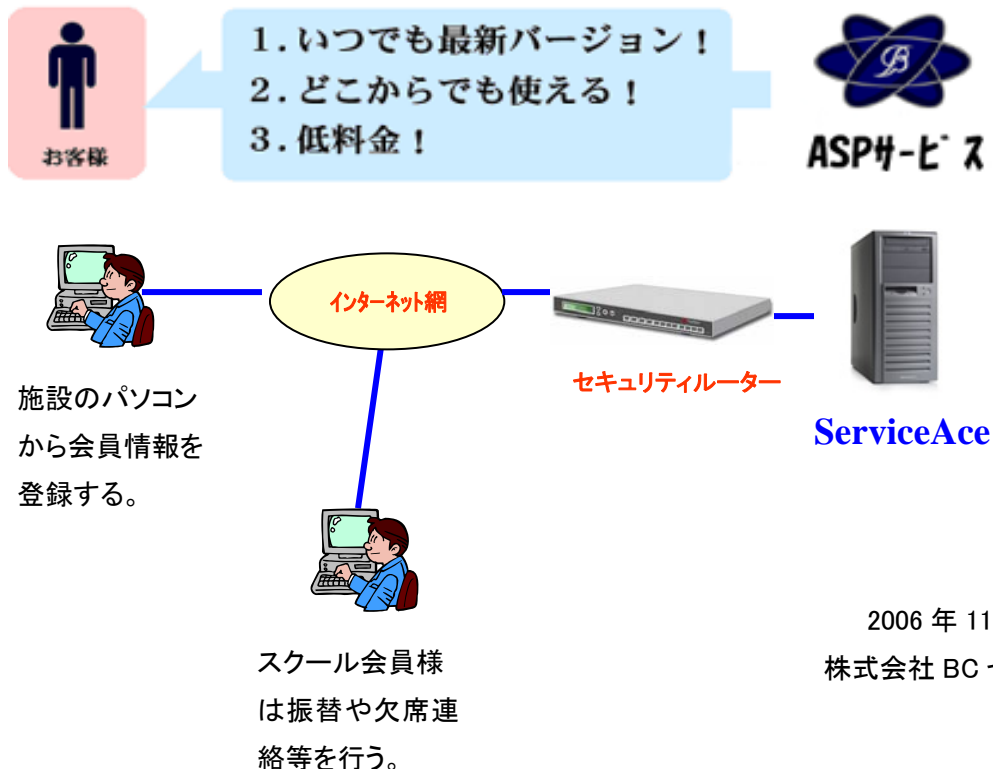 1.いつでも最新バージョン!
2.どこからでも使える!
3.低料金!
お客様
ASPサービス
インターネット網
セキュリティルーター
ServiceAce
施設のパソコン
から会員情報を
登録する。
スクール会員様
は振替や欠席連
絡等を行う。
2006 年 11
株式会社 BC